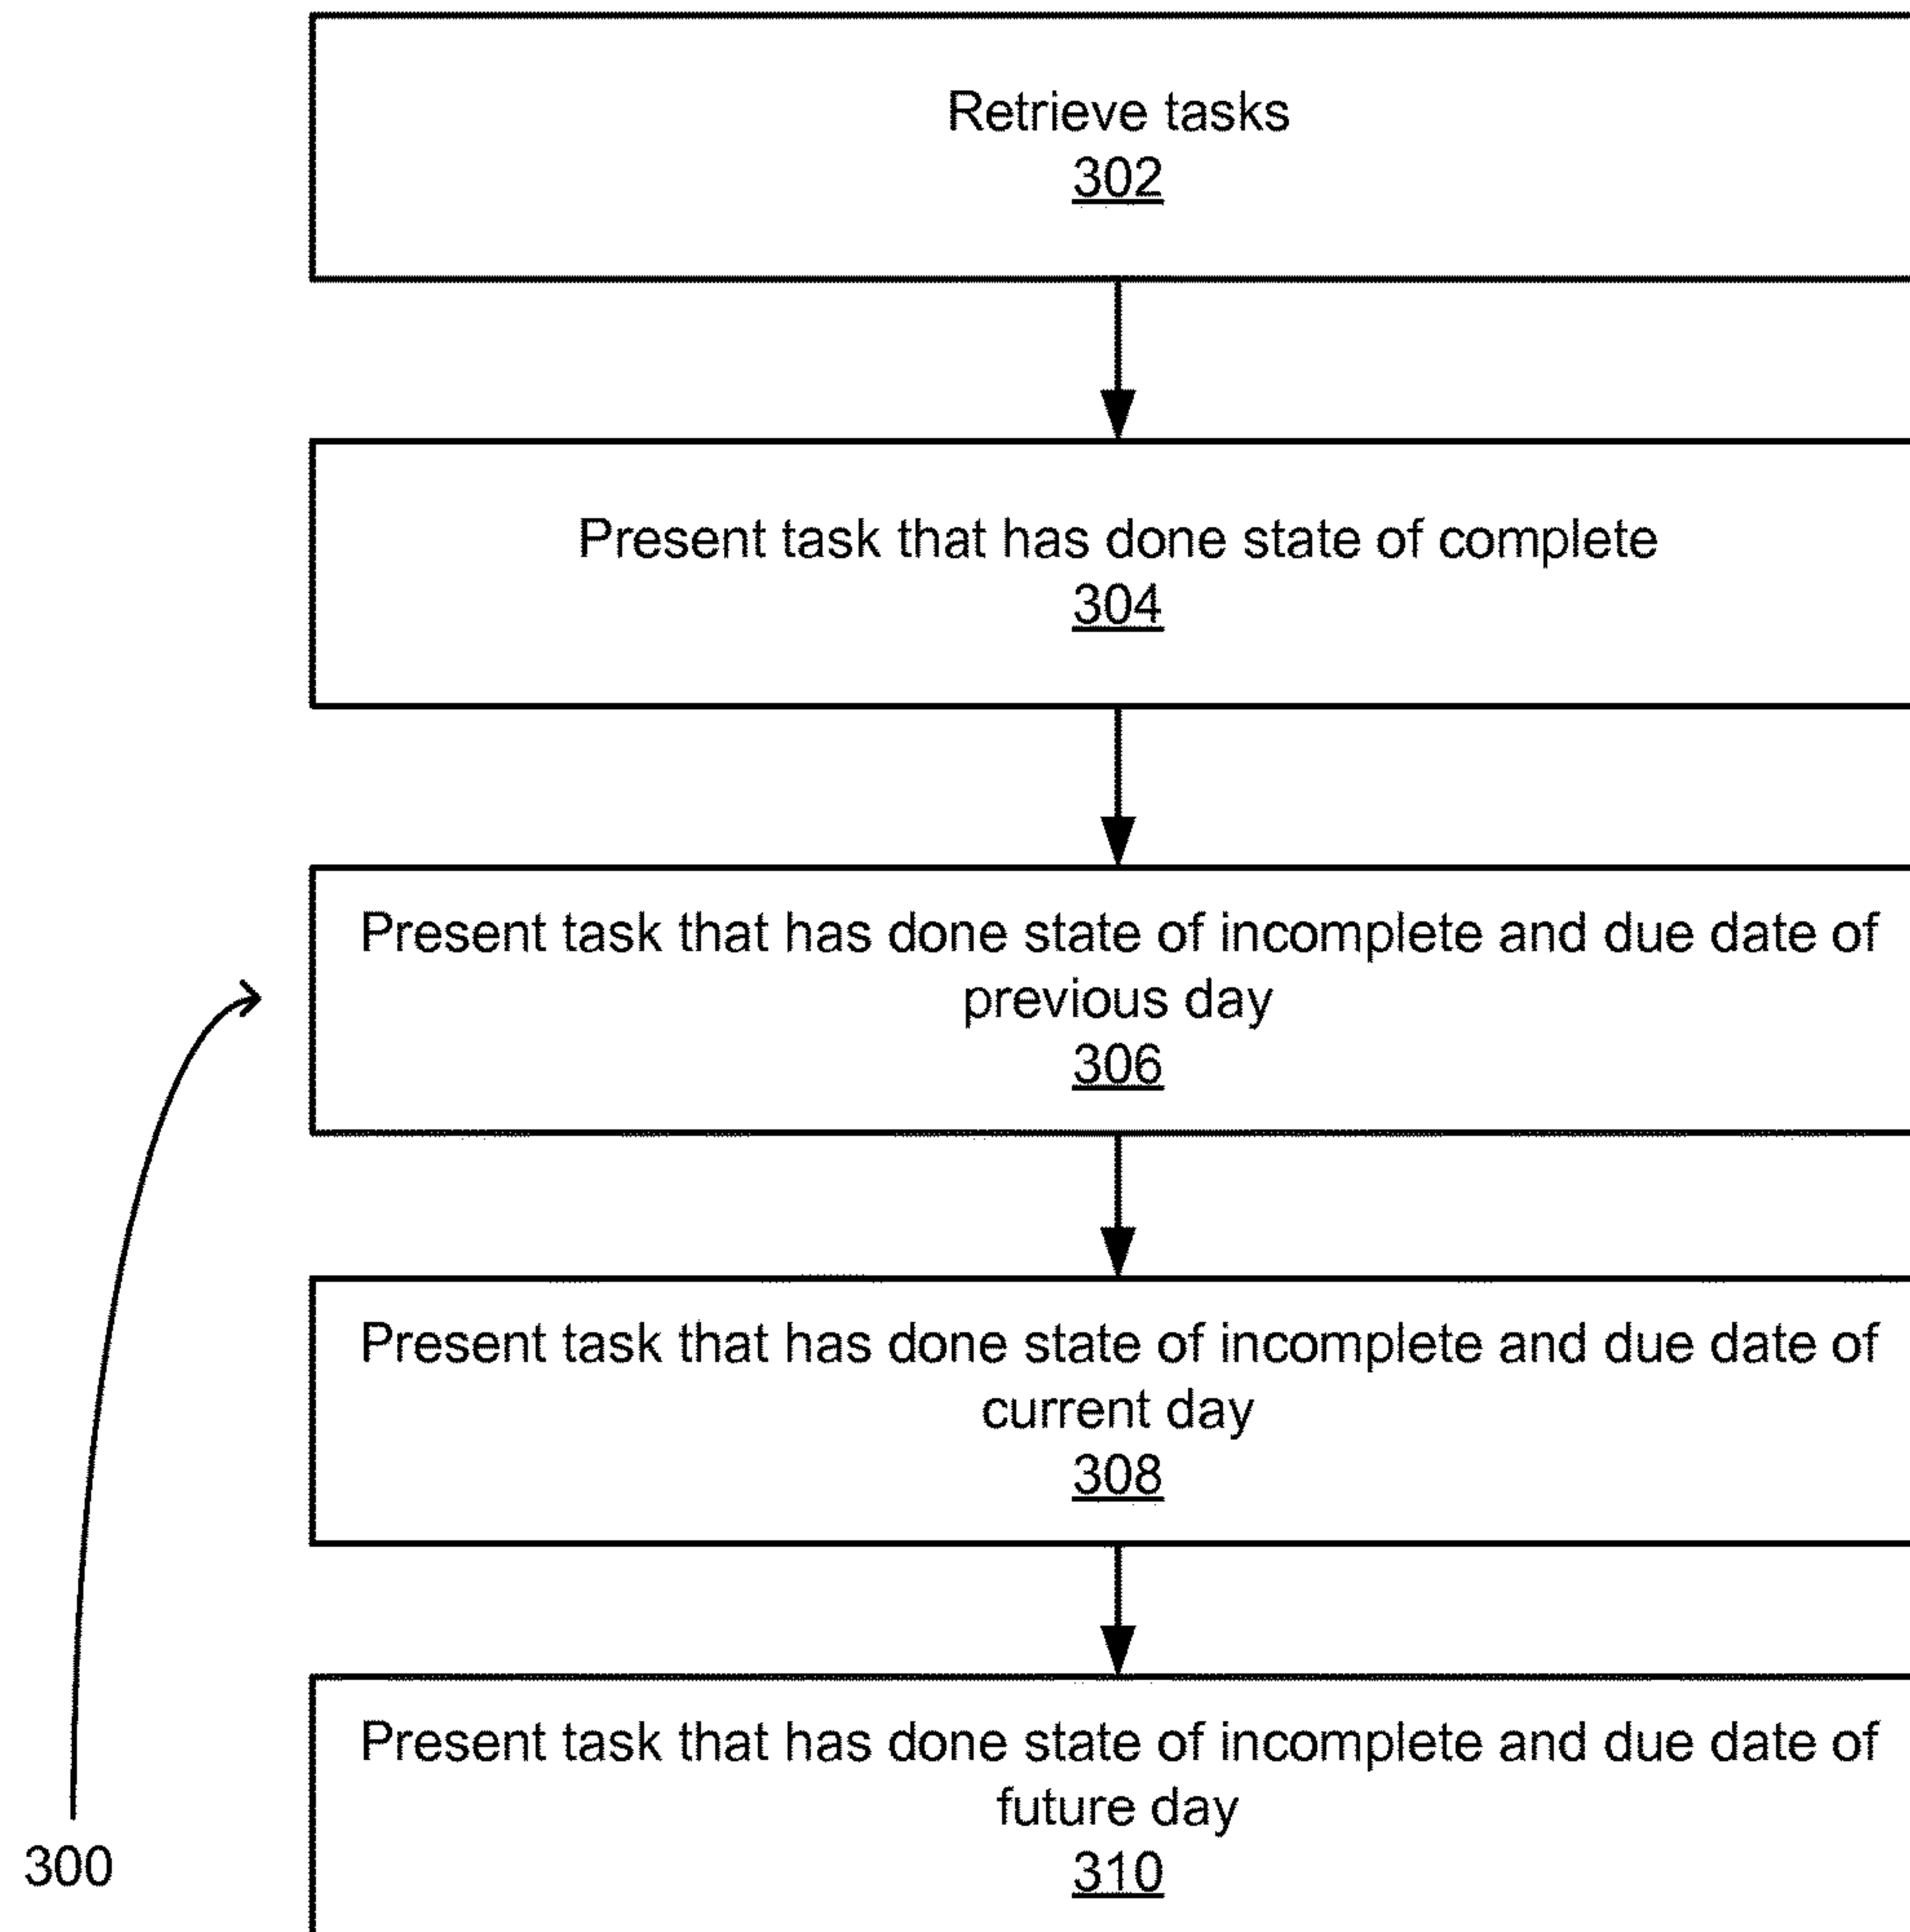 Retrieve tasks
302
Present task that has done state of complete
304
Present task that has done state of incomplete and due date of
previous day
306
Present task that has done state of incomplete and due date of
current day
308
Present task that has done state of incomplete and due date of
future day
310
300